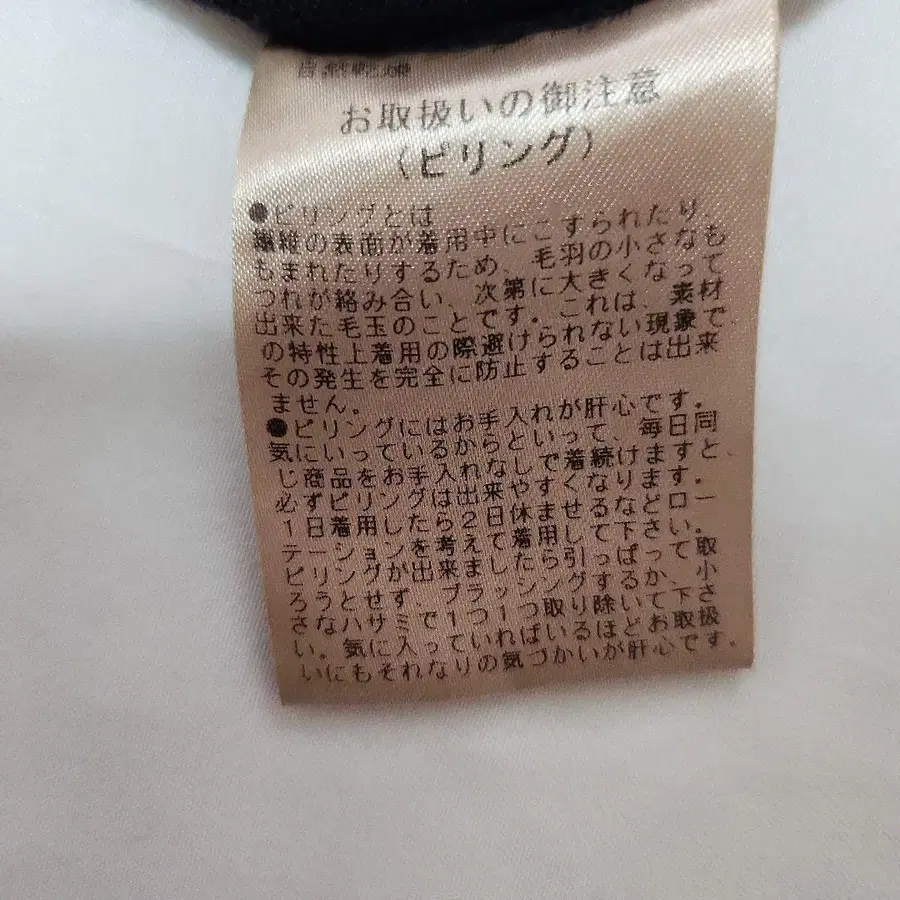 お取扱いの御注意
(ピリング)
●ピリングとは
繊維の表面が着用中にこすられたり、
もまれたりするため、毛羽の小さなも
つれが絡み合い、次第に大きくなって
出来た毛玉のことです。これは、素材
の特性上着用の際避けられない現象で
その発生を完全に防止することは出来
ません。
●ピリングにはお手入れが肝心です。
気にいっているからといって、毎日同
じ商品をお手入れなしで着続けますと、
必ずピリングは出来やすくなります。
1日着用したら2日休ませるなどロー
テーションを考えて着用して下さい。
ピリングが出来ましたら引っぱって取
ろうとせず ブラッシングするか、小
さなハサミで1つ1つ取り除いて下さ
い。気に入っていればいるほどお取扱
いにもそれなりの気づかいが肝心です。